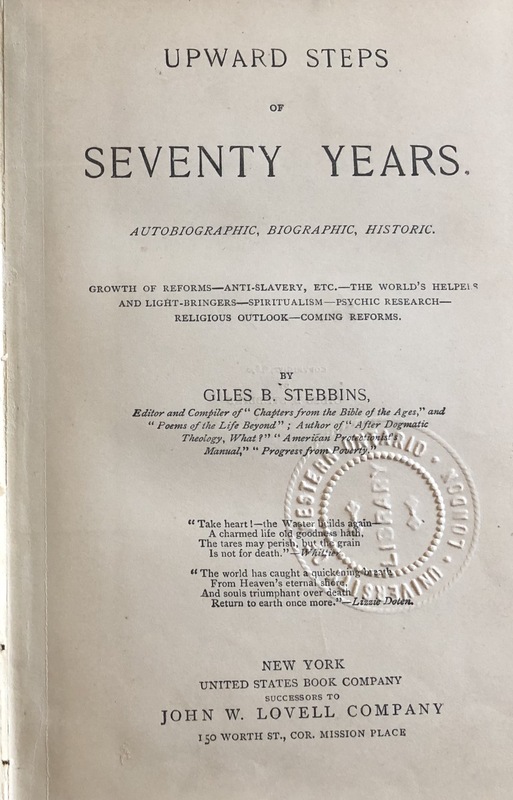 UPWARD STEPS
OF
SEVENTY YEARS.
AUTOBIOGRAPHIC, BIOGRAPHIC, HISTORIC.
GROWTH OF REFORMS—ANTI-SLAVERY, ETC.—THE WORLD'S HELPERS
AND LIGHT-BRINGERS—SPIRITUALISM—PSYCHIC RESEARCH—
RELIGIOUS OUTLOOK—COMING REFORMS.
BY
GILES B. STEBBINS,
Editor and Compiler of "Chapters from the Bible of the Ages," and
"Poems of the Life Beyond"; Author of "After Dogmatic
Theology, What?" "American Protectionist's
Manual," "Progress from Poverty."
"Take heart!—the Waster builds again—
A charmed life old goodness hath,
The tares may perish, but the grain
Is not for death."—Whittier.
"The world has caught a quickening breath
From Heaven's eternal shore,
And souls triumphant over death
Return to earth once more."—Lizzie Doten.
UNIVERSITY OF WESTERN ONTARIO • LONDON •
LIBRARY
NEW YORK
UNITED STATES BOOK COMPANY
SUCCESSORS TO
JOHN W. LOVELL COMPANY
150 WORTH ST., COR. MISSION PLACE